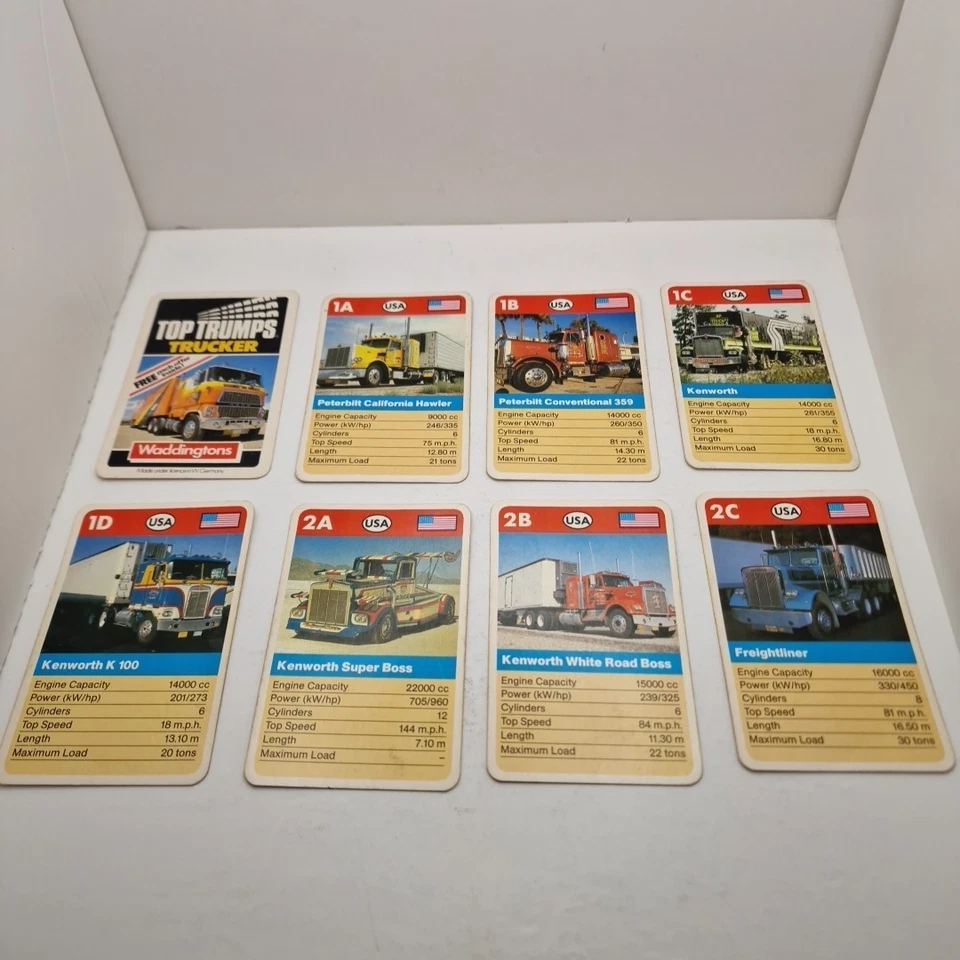 TOP TRUMPS
TRUCKER
FREE
Waddingtons
1A USA
Peterbilt California Hawler
Engine Capacity 9000 cc
Power (kW/hp) 246/335
Cylinders 6
Top Speed 75 m.p.h.
Length 12.80 m
Maximum Load 21 tons
1B USA
Peterbilt Conventional 359
Engine Capacity 14000 cc
Power (kW/hp) 260/350
Cylinders 6
Top Speed 81 m.p.h.
Length 14.30 m
Maximum Load 22 tons
1C USA
Kenworth
Engine Capacity 14000 cc
Power (kW/hp) 261/355
Cylinders 6
Top Speed 18 m.p.h.
Length 16.80 m
Maximum Load 30 tons
1D USA
Kenworth K 100
Engine Capacity 14000 cc
Power (kW/hp) 201/273
Cylinders 6
Top Speed 18 m.p.h.
Length 13.10 m
Maximum Load 20 tons
2A USA
Kenworth Super Boss
Engine Capacity 22000 cc
Power (kW/hp) 705/960
Cylinders 12
Top Speed 144 m.p.h.
Length 7.10 m
Maximum Load –
2B USA
Kenworth White Road Boss
Engine Capacity 15000 cc
Power (kW/hp) 239/325
Cylinders 6
Top Speed 84 m.p.h.
Length 11.30 m
Maximum Load 22 tons
2C USA
Freightliner
Engine Capacity 16000 cc
Power (kW/hp) 330/450
Cylinders 8
Top Speed 81 m.p.h.
Length 16.50 m
Maximum Load 30 tons